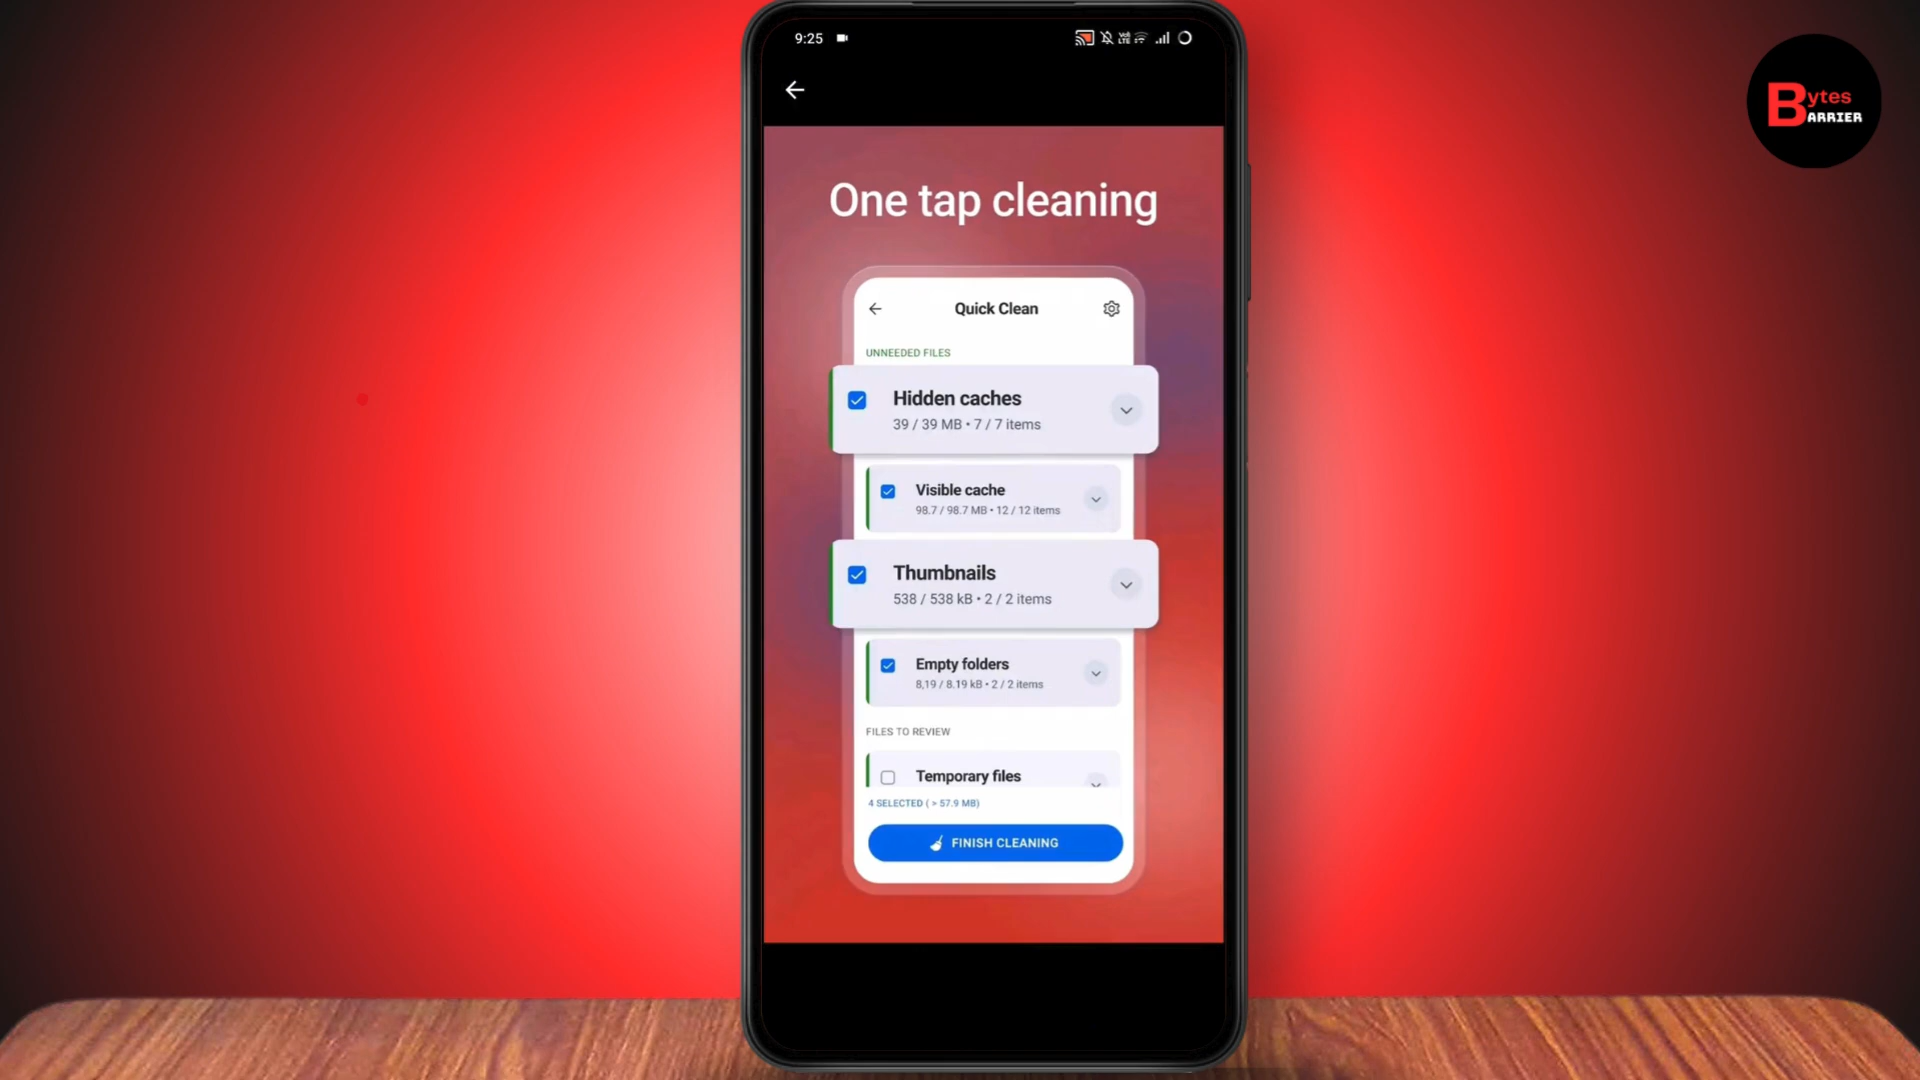 9:25
Bytes
BARRIER
One tap cleaning
Quick Clean
UNNEEDED FILES
Hidden caches
39 / 39 MB • 7 / 7 items
Visible cache
98.7 / 98.7 MB • 12 / 12 items
Thumbnails
538 / 538 kB • 2 / 2 items
Empty folders
8,19 / 8.19 kB • 2 / 2 items
FILES TO REVIEW
Temporary files
4 SELECTED ( > 57.9 MB)
FINISH CLEANING